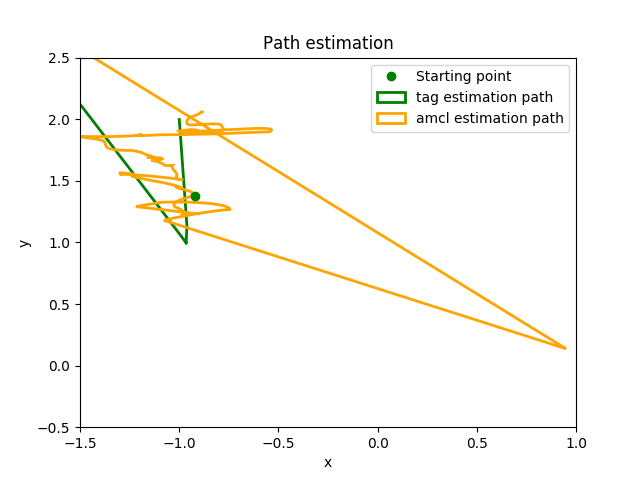 Path estimation
Starting point
tag estimation path
amcl estimation path
2.5
2.0
1.5
1.0
0.5
0.0
−0.5
y
−1.5 −1.0 −0.5 0.0 0.5 1.0
x